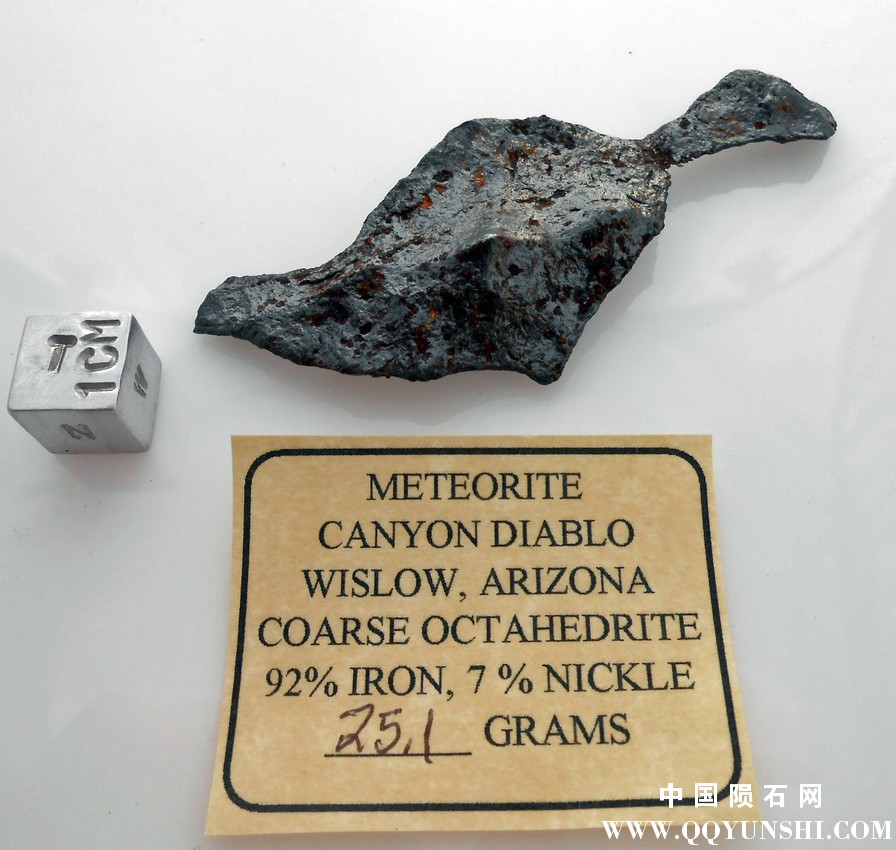 T
1CM
W
N
METEORITE
CANYON DIABLO
WISLOW, ARIZONA
COARSE OCTAHEDRITE
92% IRON, 7 % NICKLE
25.1 GRAMS
中国陨石网
WWW.QQYUNSHI.COM